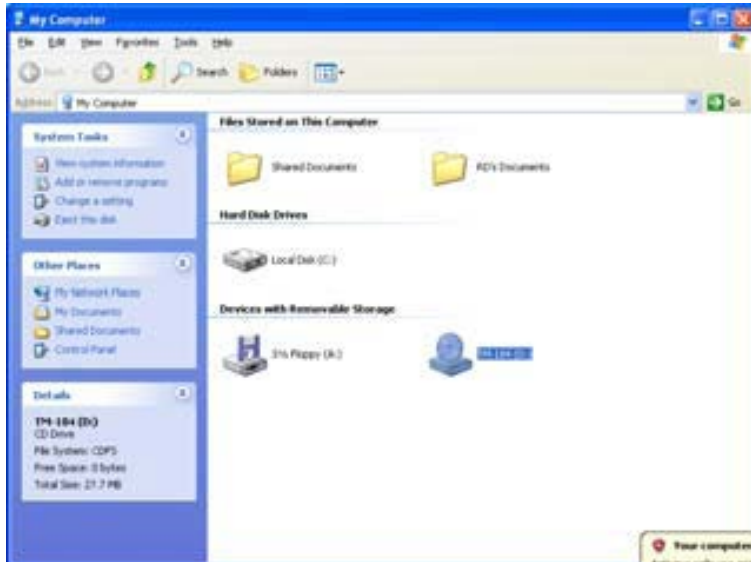 My Computer
File Edit View Favorites Tools Help
Back Search Folders
Address My Computer Go
System Tasks
View system information
Add or remove programs
Change a setting
Eject this disk
Other Places
My Network Places
My Documents
Shared Documents
Control Panel
Details
TM-184 (D:)
CD Drive
File System: CDFS
Free Space: 0 bytes
Total Size: 27.7 MB
Files Stored on This Computer
Shared Documents
RD's Documents
Hard Disk Drives
Local Disk (C:)
Devices with Removable Storage
3½ Floppy (A:)
TM-184 (D:)
Your computer